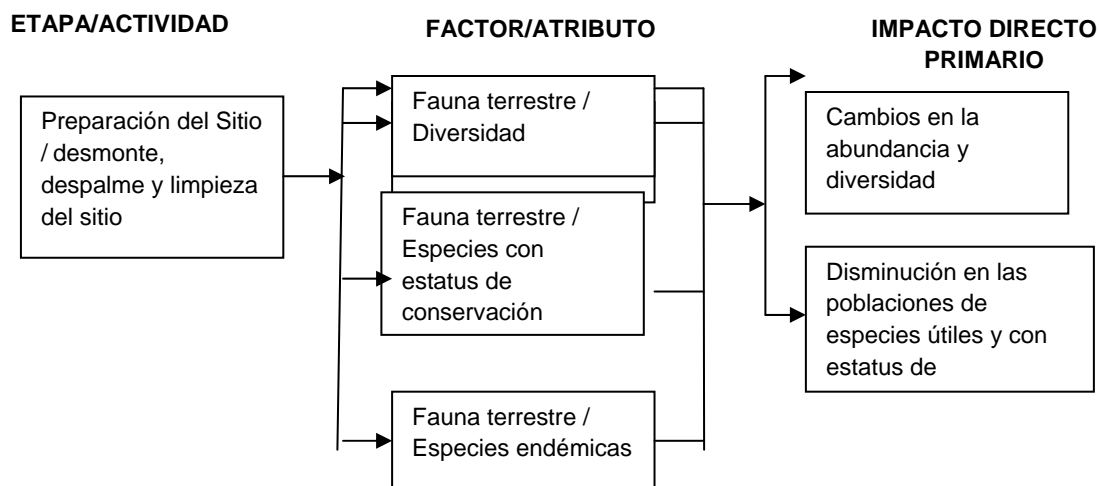 ETAPA/ACTIVIDAD
FACTOR/ATRIBUTO
IMPACTO DIRECTO
PRIMARIO
Preparación del Sitio
/ desmonte,
despalme y limpieza
del sitio
Fauna terrestre /
Diversidad
Fauna terrestre /
Especies con
estatus de
conservación
Fauna terrestre /
Especies endémicas
Cambios en la
abundancia y
diversidad
Disminución en las
poblaciones de
especies útiles y con
estatus de